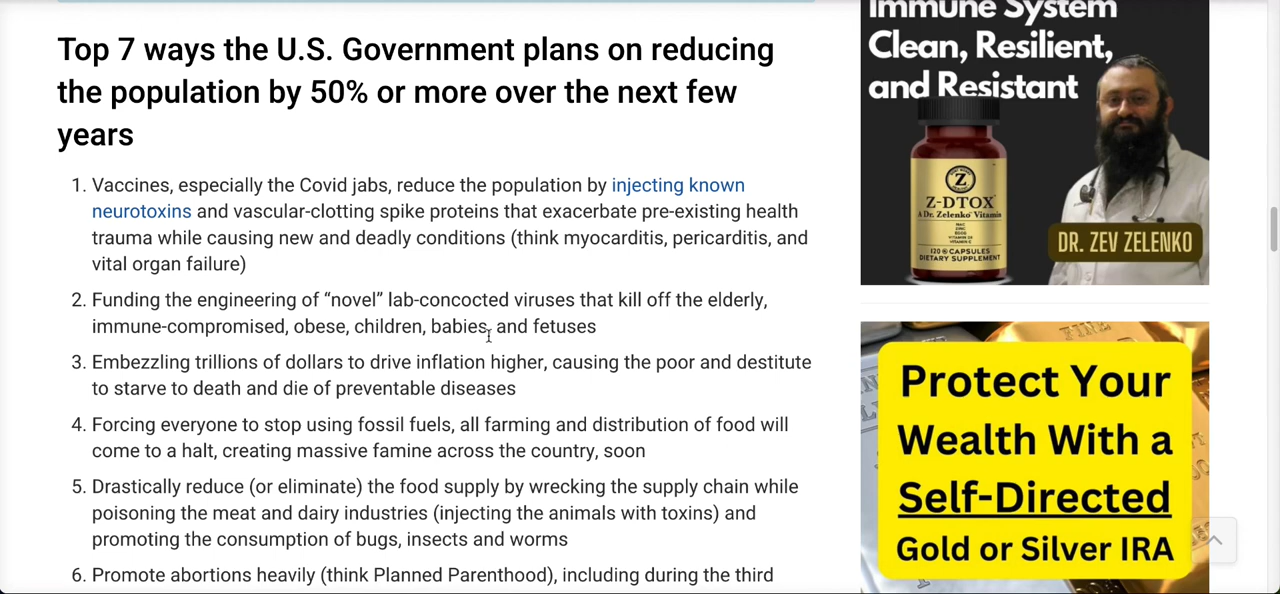 Top 7 ways the U.S. Government plans on reducing
the population by 50% or more over the next few
years
1. Vaccines, especially the Covid jabs, reduce the population by injecting known
neurotoxins and vascular-clotting spike proteins that exacerbate pre-existing health
trauma while causing new and deadly conditions (think myocarditis, pericarditis, and
vital organ failure)
2. Funding the engineering of “novel” lab-concocted viruses that kill off the elderly,
immune-compromised, obese, children, babies, and fetuses
3. Embezzling trillions of dollars to drive inflation higher, causing the poor and destitute
to starve to death and die of preventable diseases
4. Forcing everyone to stop using fossil fuels, all farming and distribution of food will
come to a halt, creating massive famine across the country, soon
5. Drastically reduce (or eliminate) the food supply by wrecking the supply chain while
poisoning the meat and dairy industries (injecting the animals with toxins) and
promoting the consumption of bugs, insects and worms
6. Promote abortions heavily (think Planned Parenthood), including during the third
Immune System
Clean, Resilient,
and Resistant
Z
Z-DTOX
A Dr. Zelenko Vitamin
NAC
ZINC
EGCG
VITAMIN D3
VITAMIN C
120 CAPSULES
DIETARY SUPPLEMENT
DR. ZEV ZELENKO
FINE
Protect Your
Wealth With a
Self-Directed
Gold or Silver IRA